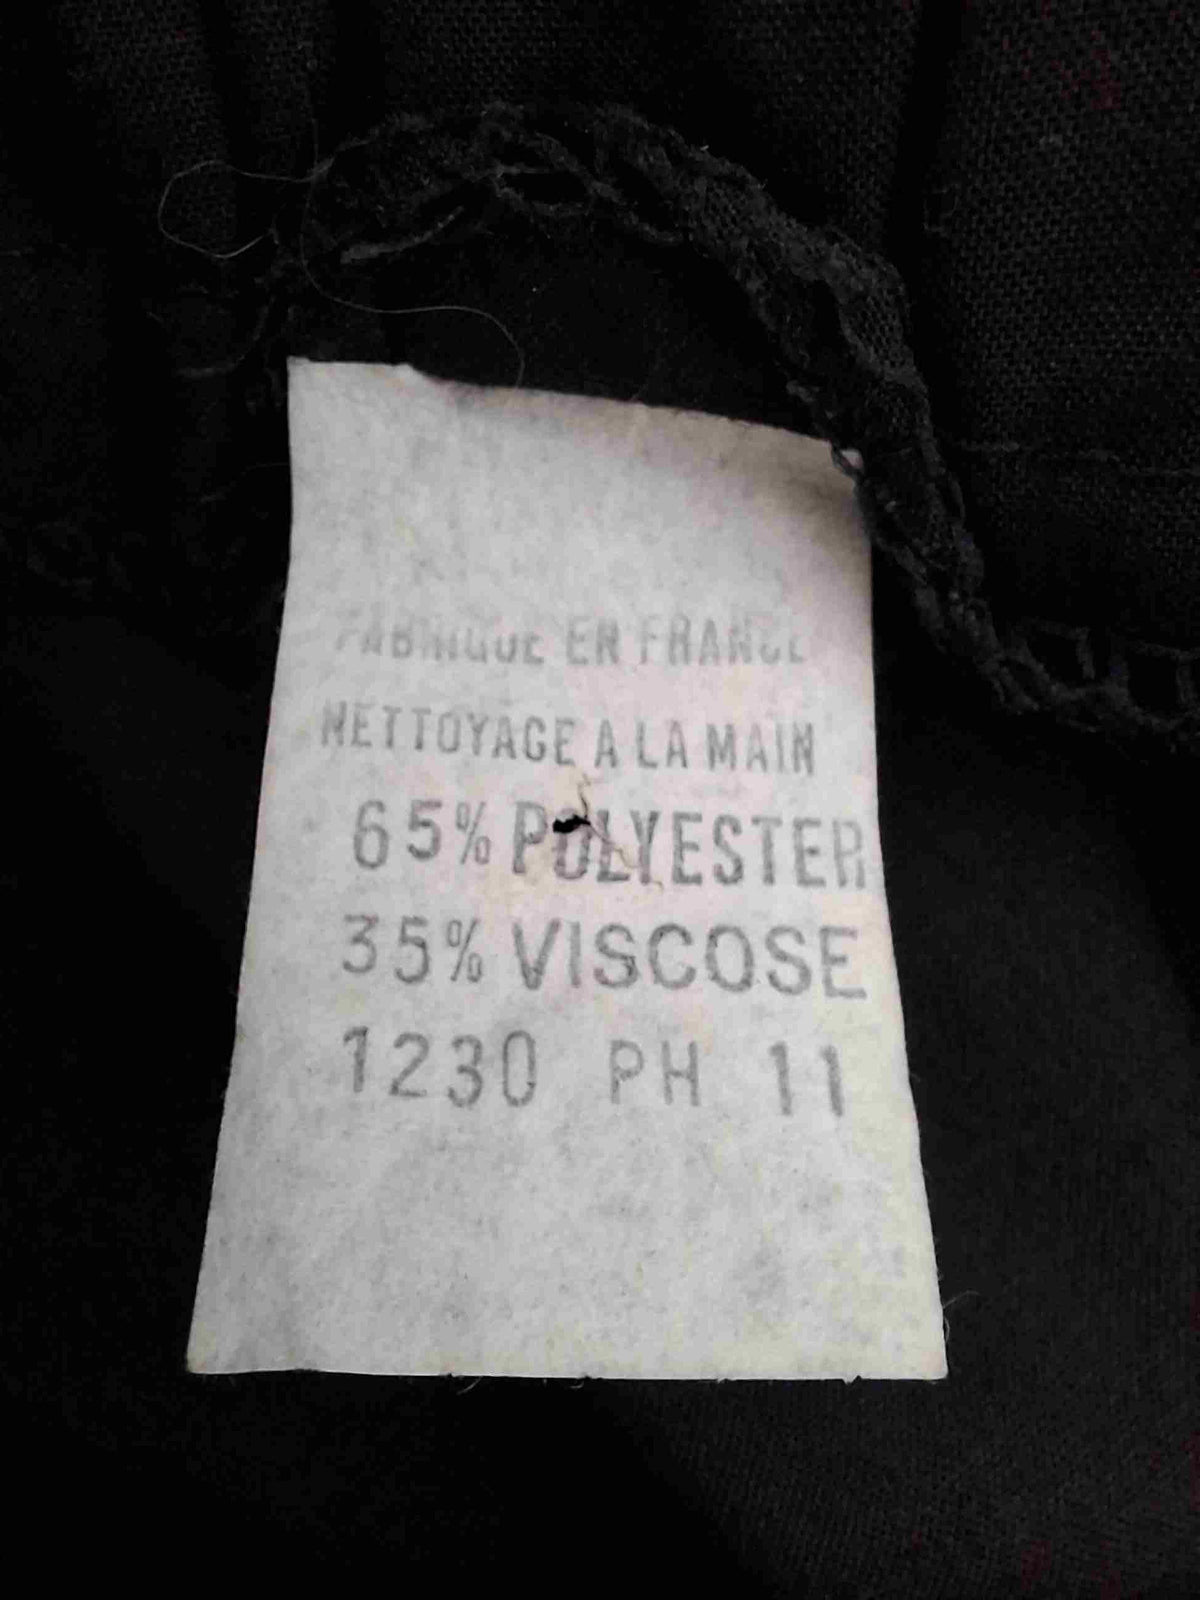 FABRIQUE EN FRANCE
NETTOYAGE A LA MAIN
65% POLYESTER
35% VISCOSE
1230 PH 11